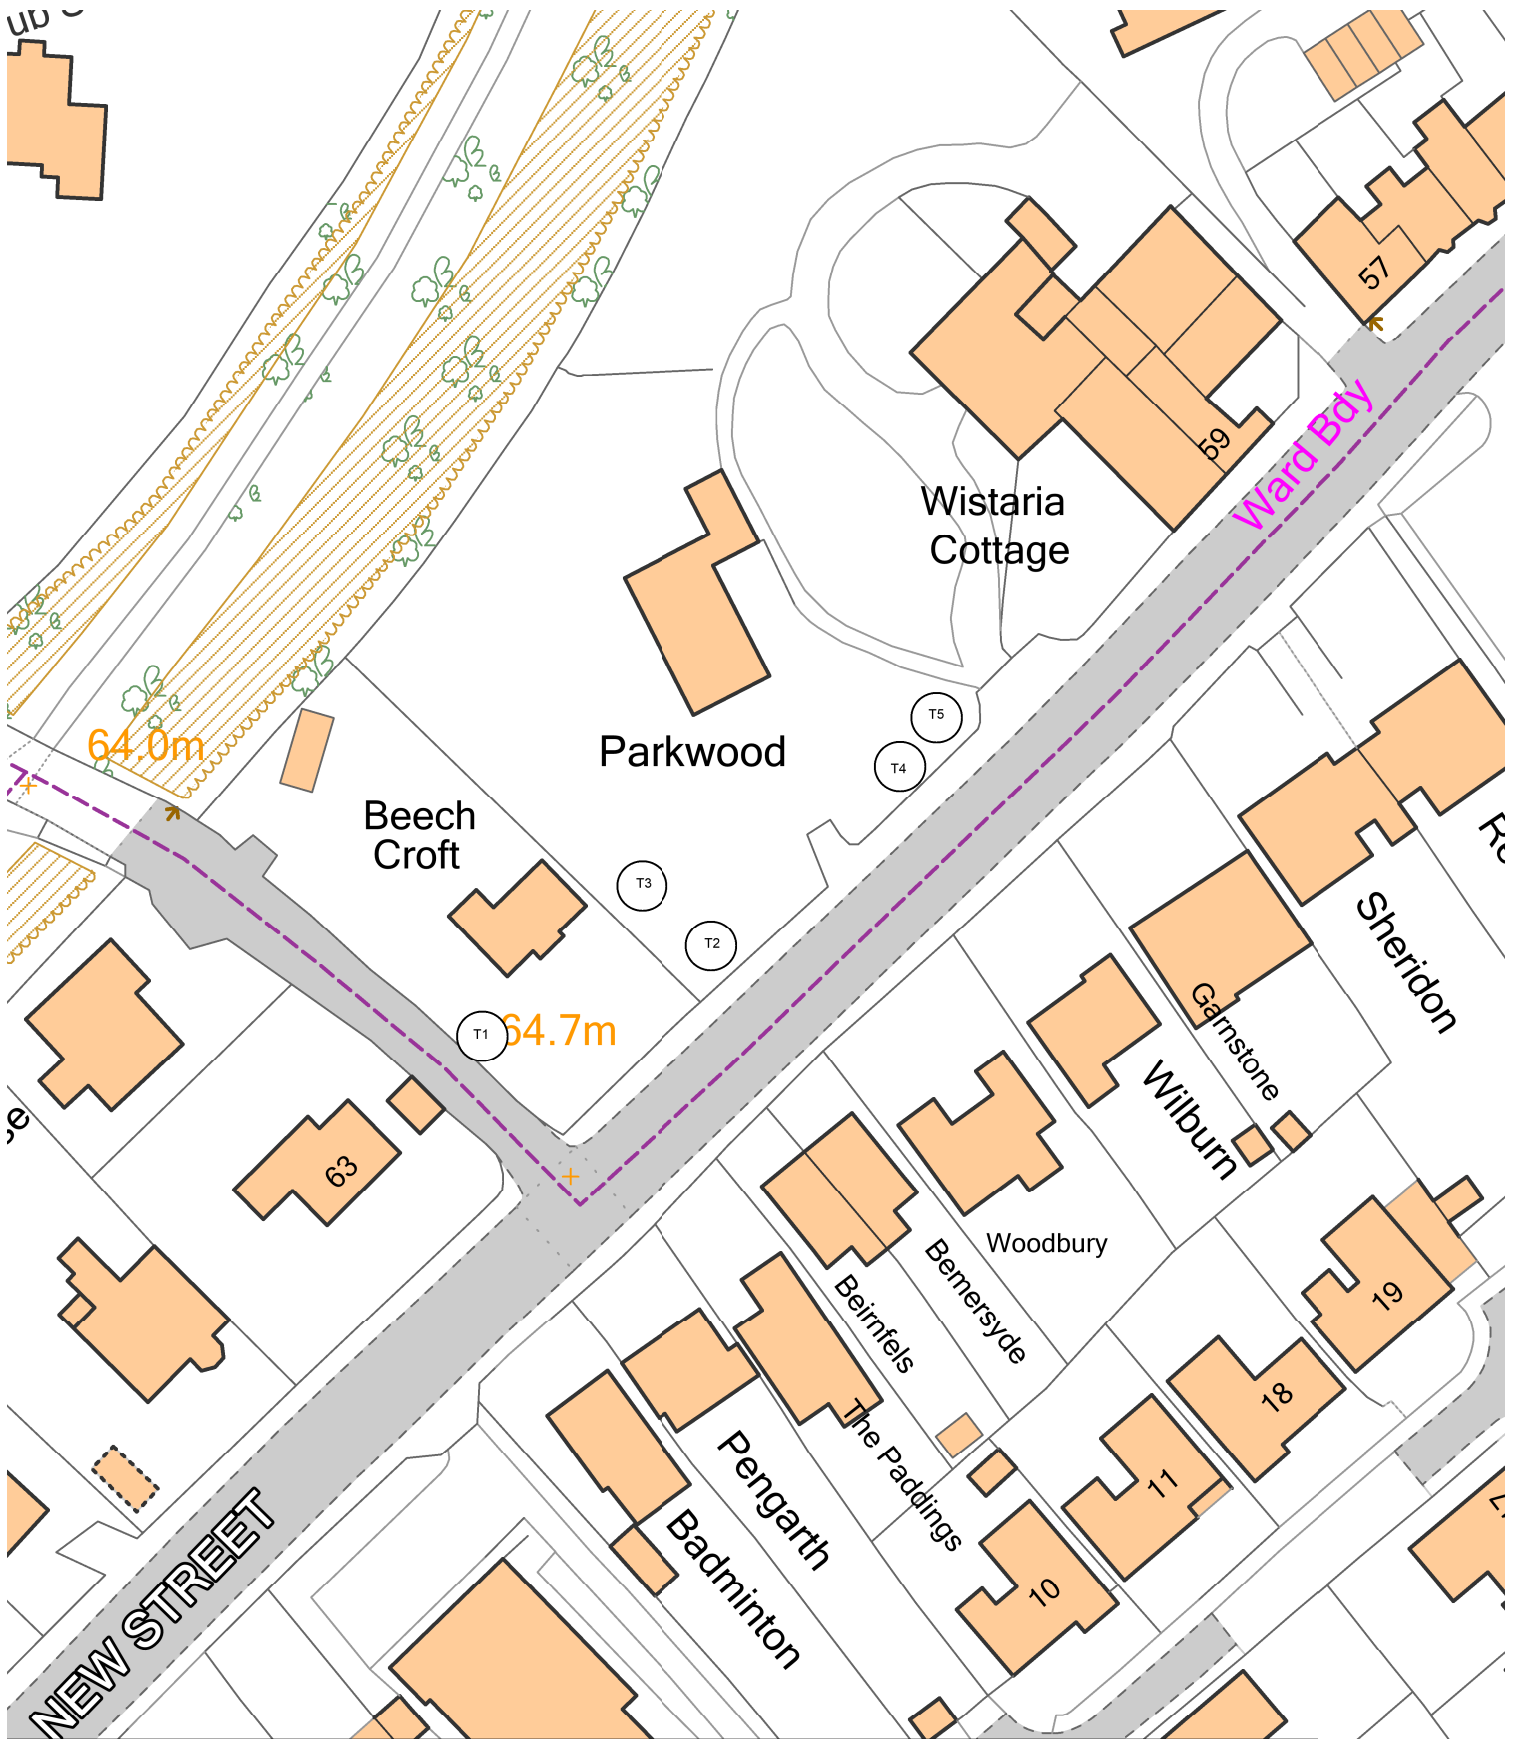 57
59
Ward Bdy
Wistaria
Cottage
T5
T4
64.0m
Parkwood
Beech
Croft
T3
T2
T1
64.7m
Sheridon
Garnstone
Wilburn
63
Woodbury
Bemersyde
Beirnfels
19
18
The Paddings
11
Pengarth
10
Badminton
NEW STREET